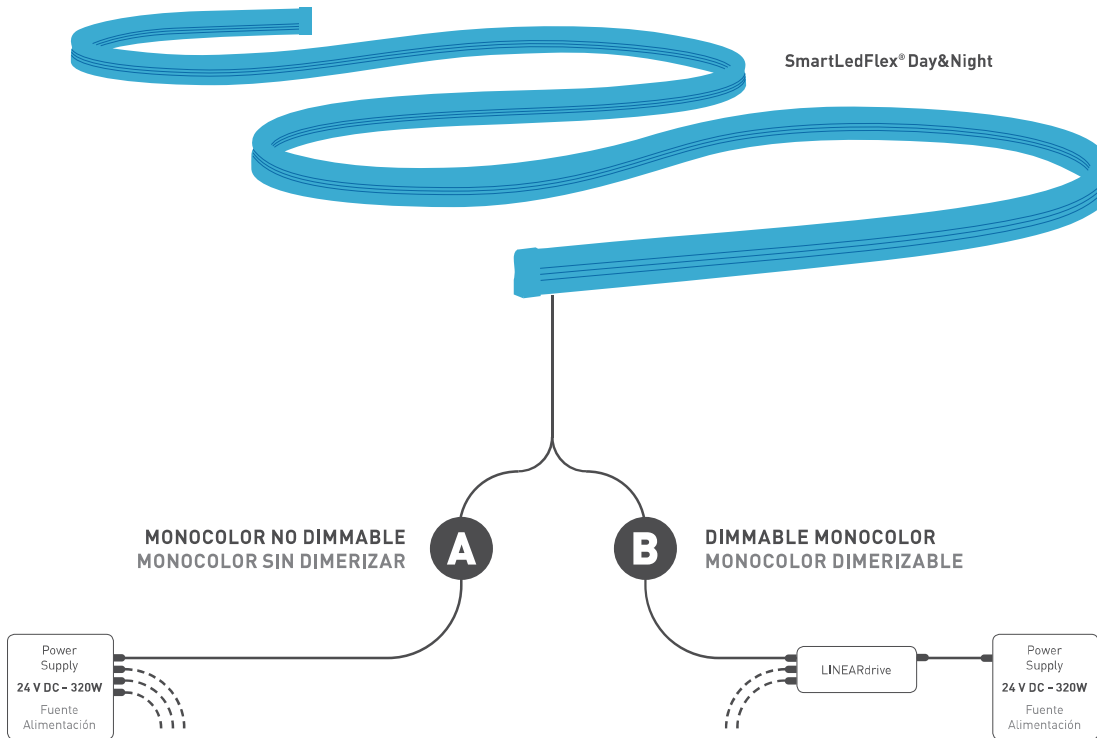 SmartLedFlex® Day&Night
MONOCOLOR NO DIMMABLE
MONOCOLOR SIN DIMERIZAR
A
B
DIMMABLE MONOCOLOR
MONOCOLOR DIMERIZABLE
Power
Supply
24 V DC - 320W
Fuente
Alimentación
LINEARdrive
Power
Supply
24 V DC - 320W
Fuente
Alimentación